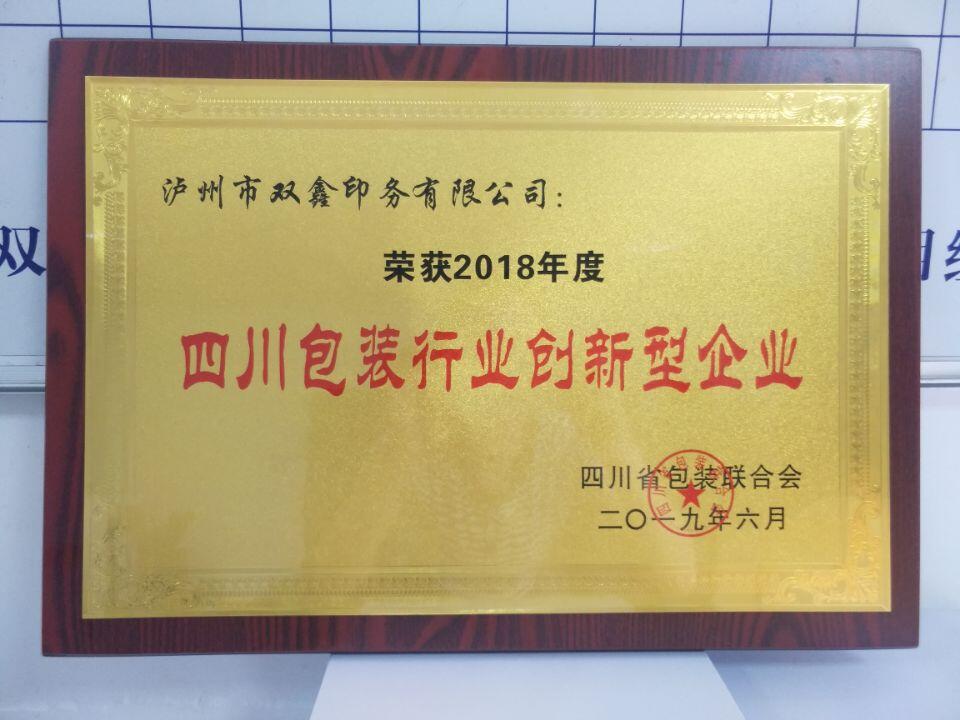 泸州市双鑫印务有限公司：
荣获2018年度
四川包装行业创新型企业
四川省包装联合会
二〇一九年六月
双